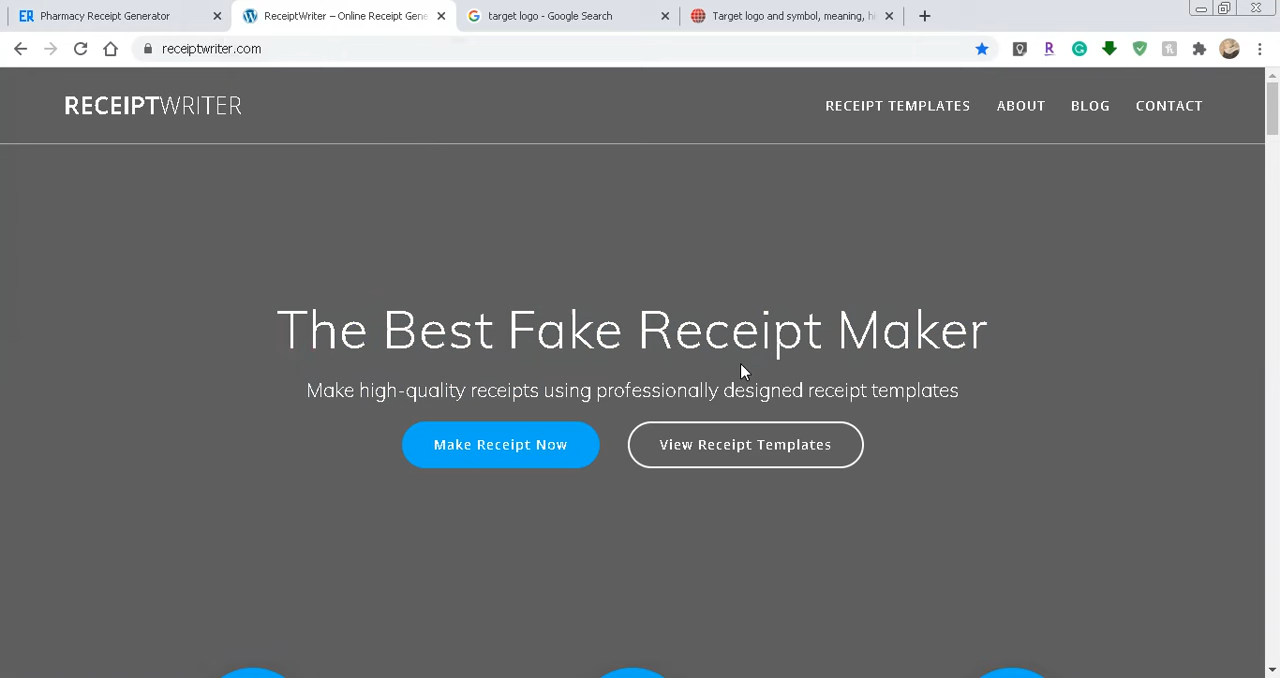 Pharmacy Receipt Generator
ReceiptWriter – Online Receipt Gene
target logo - Google Search
Target logo and symbol, meaning, hi
receiptwriter.com
RECEIPTWRITER
RECEIPT TEMPLATES
ABOUT
BLOG
CONTACT
The Best Fake Receipt Maker
Make high-quality receipts using professionally designed receipt templates
Make Receipt Now
View Receipt Templates